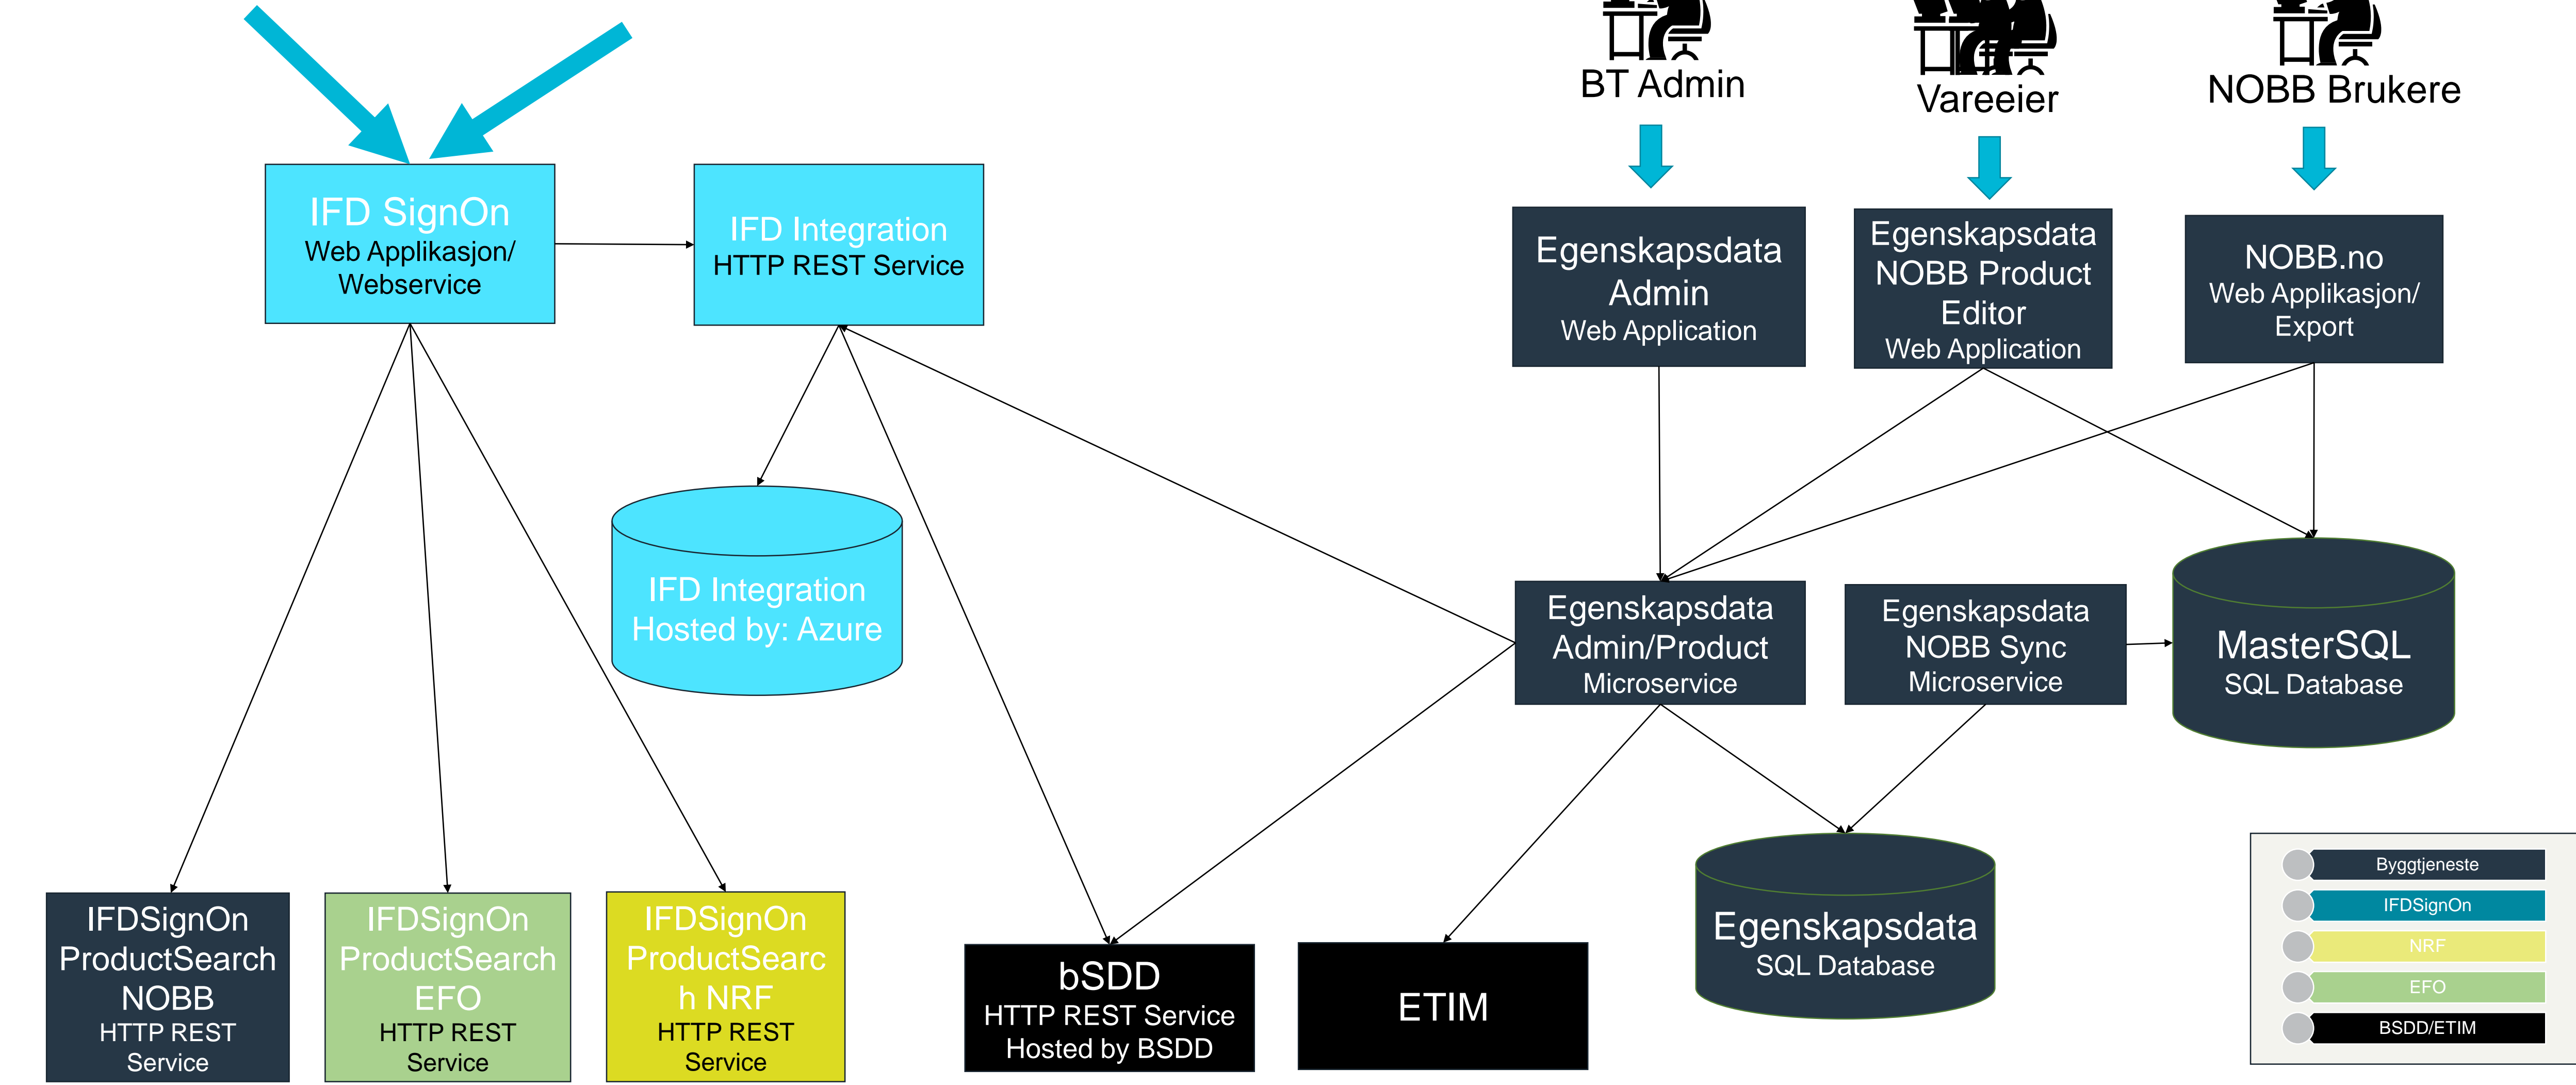 BT Admin
Vareeier
NOBB Brukere
IFD SignOn
Web Applikasjon/
Webservice
IFD Integration
HTTP REST Service
Egenskapsdata
Admin
Web Application
Egenskapsdata
NOBB Product
Editor
Web Application
NOBB.no
Web Applikasjon/
Export
IFD Integration
Hosted by: Azure
Egenskapsdata
Admin/Product
Microservice
Egenskapsdata
NOBB Sync
Microservice
MasterSQL
SQL Database
IFDSignOn
ProductSearch
NOBB
HTTP REST
Service
IFDSignOn
ProductSearch
EFO
HTTP REST
Service
IFDSignOn
ProductSearc
h NRF
HTTP REST
Service
bSDD
HTTP REST Service
Hosted by BSDD
ETIM
Egenskapsdata
SQL Database
Byggtjeneste
IFDSignOn
NRF
EFO
BSDD/ETIM